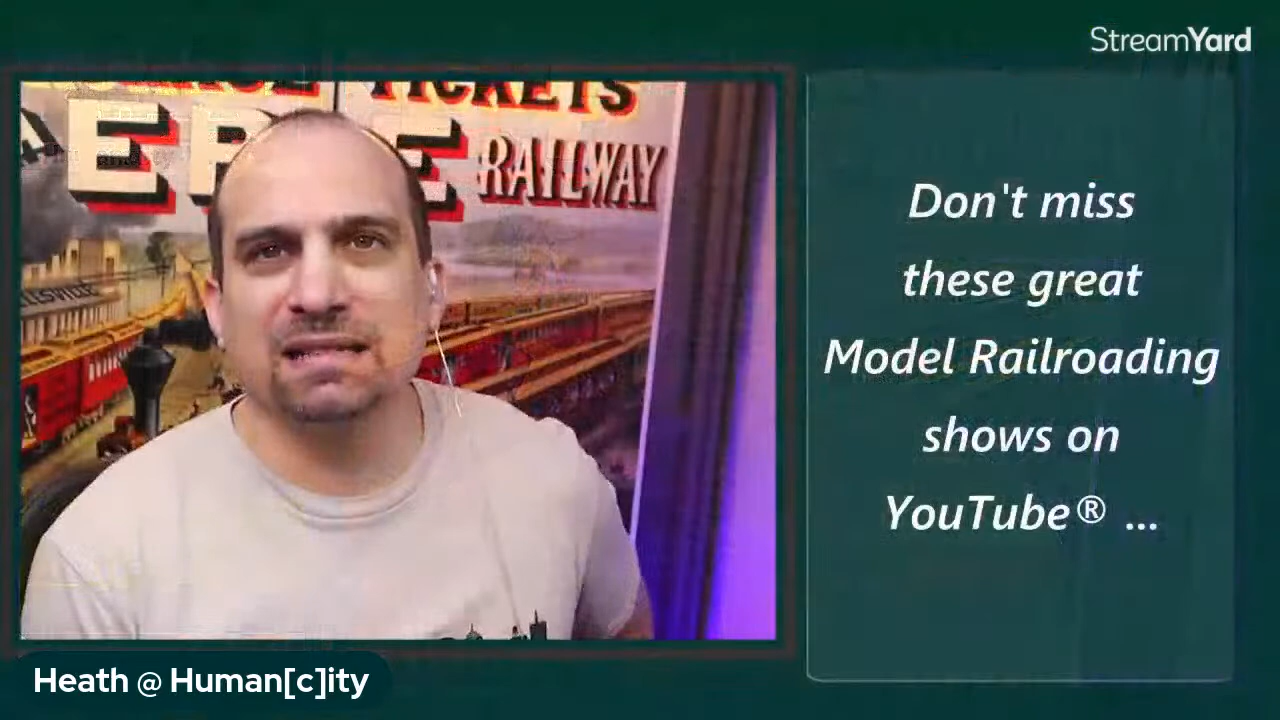 StreamYard
TICKETS
RAILWAY
Don't miss
these great
Model Railroading
shows on
YouTube® ...
Heath @ Human[c]ity